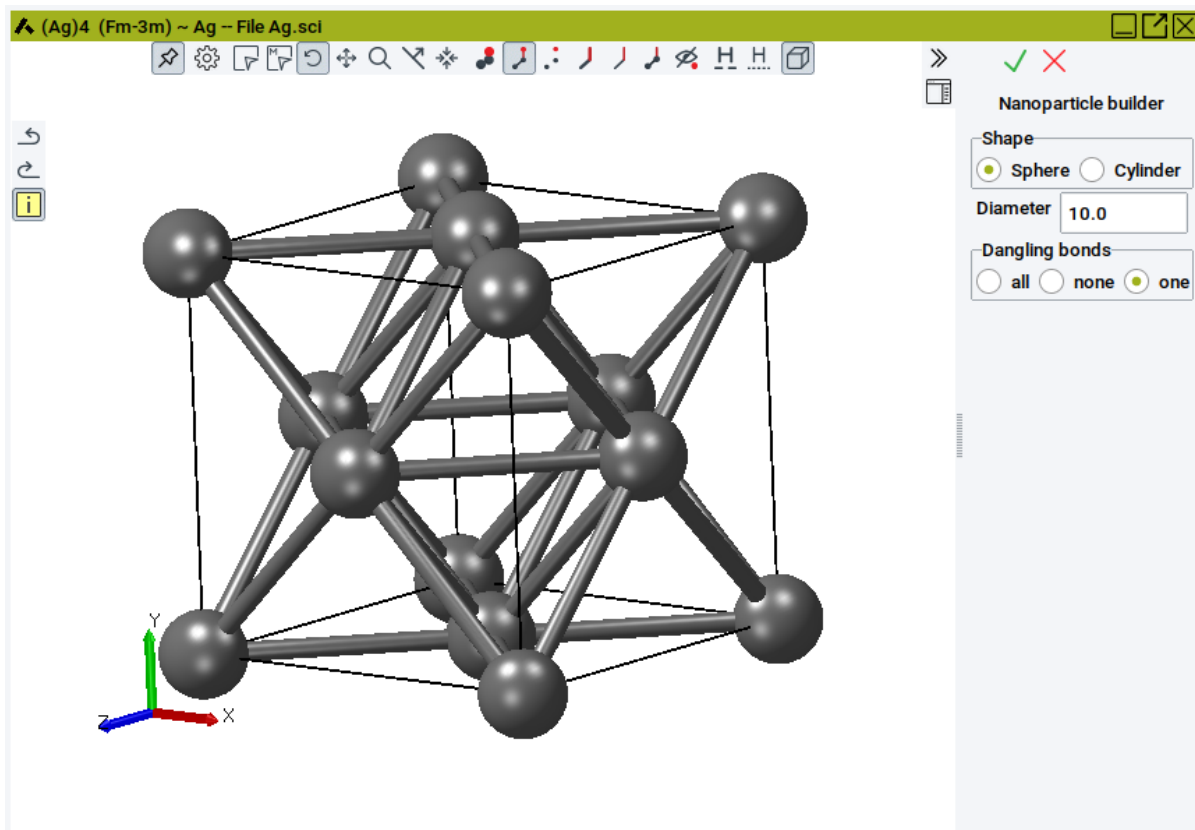 (Ag)4 (Fm-3m) ~ Ag -- File Ag.sci
M
H H
i
Nanoparticle builder
Shape
Sphere Cylinder
Diameter 10.0
Dangling bonds
all none one
Y
Z X